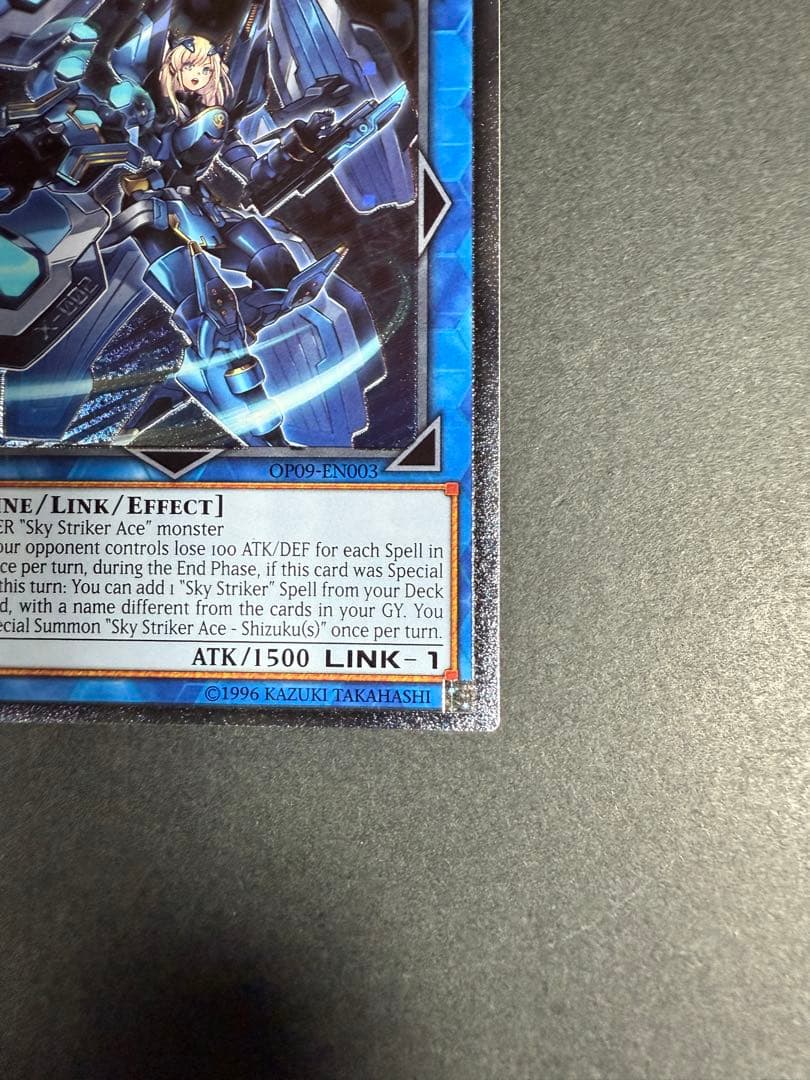 X-1002
OP09-EN003
INE/LINK/EFFECT]
ER "Sky Striker Ace" monster
our opponent controls lose 100 ATK/DEF for each Spell in
ce per turn, during the End Phase, if this card was Special
this turn: You can add 1 "Sky Striker" Spell from your Deck
d, with a name different from the cards in your GY. You
ecial Summon "Sky Striker Ace - Shizuku(s)" once per turn.
ATK/1500 LINK-1
©1996 KAZUKI TAKAHASHI